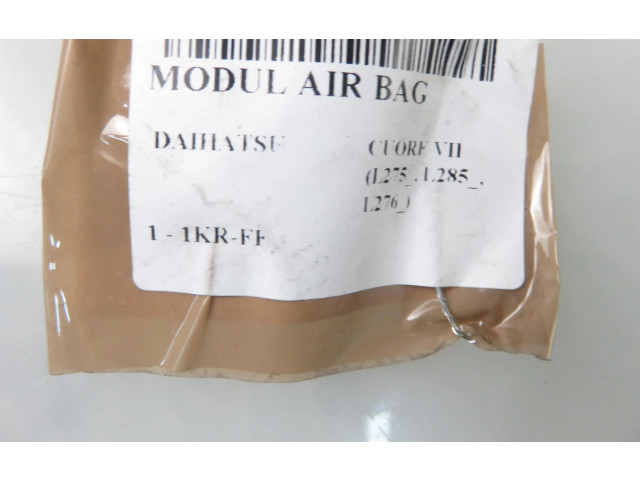 MODUL AIR BAG
DAIHATSU
CUORE VII
(L275_, L285_,
L276_)
1 - 1KR-FE